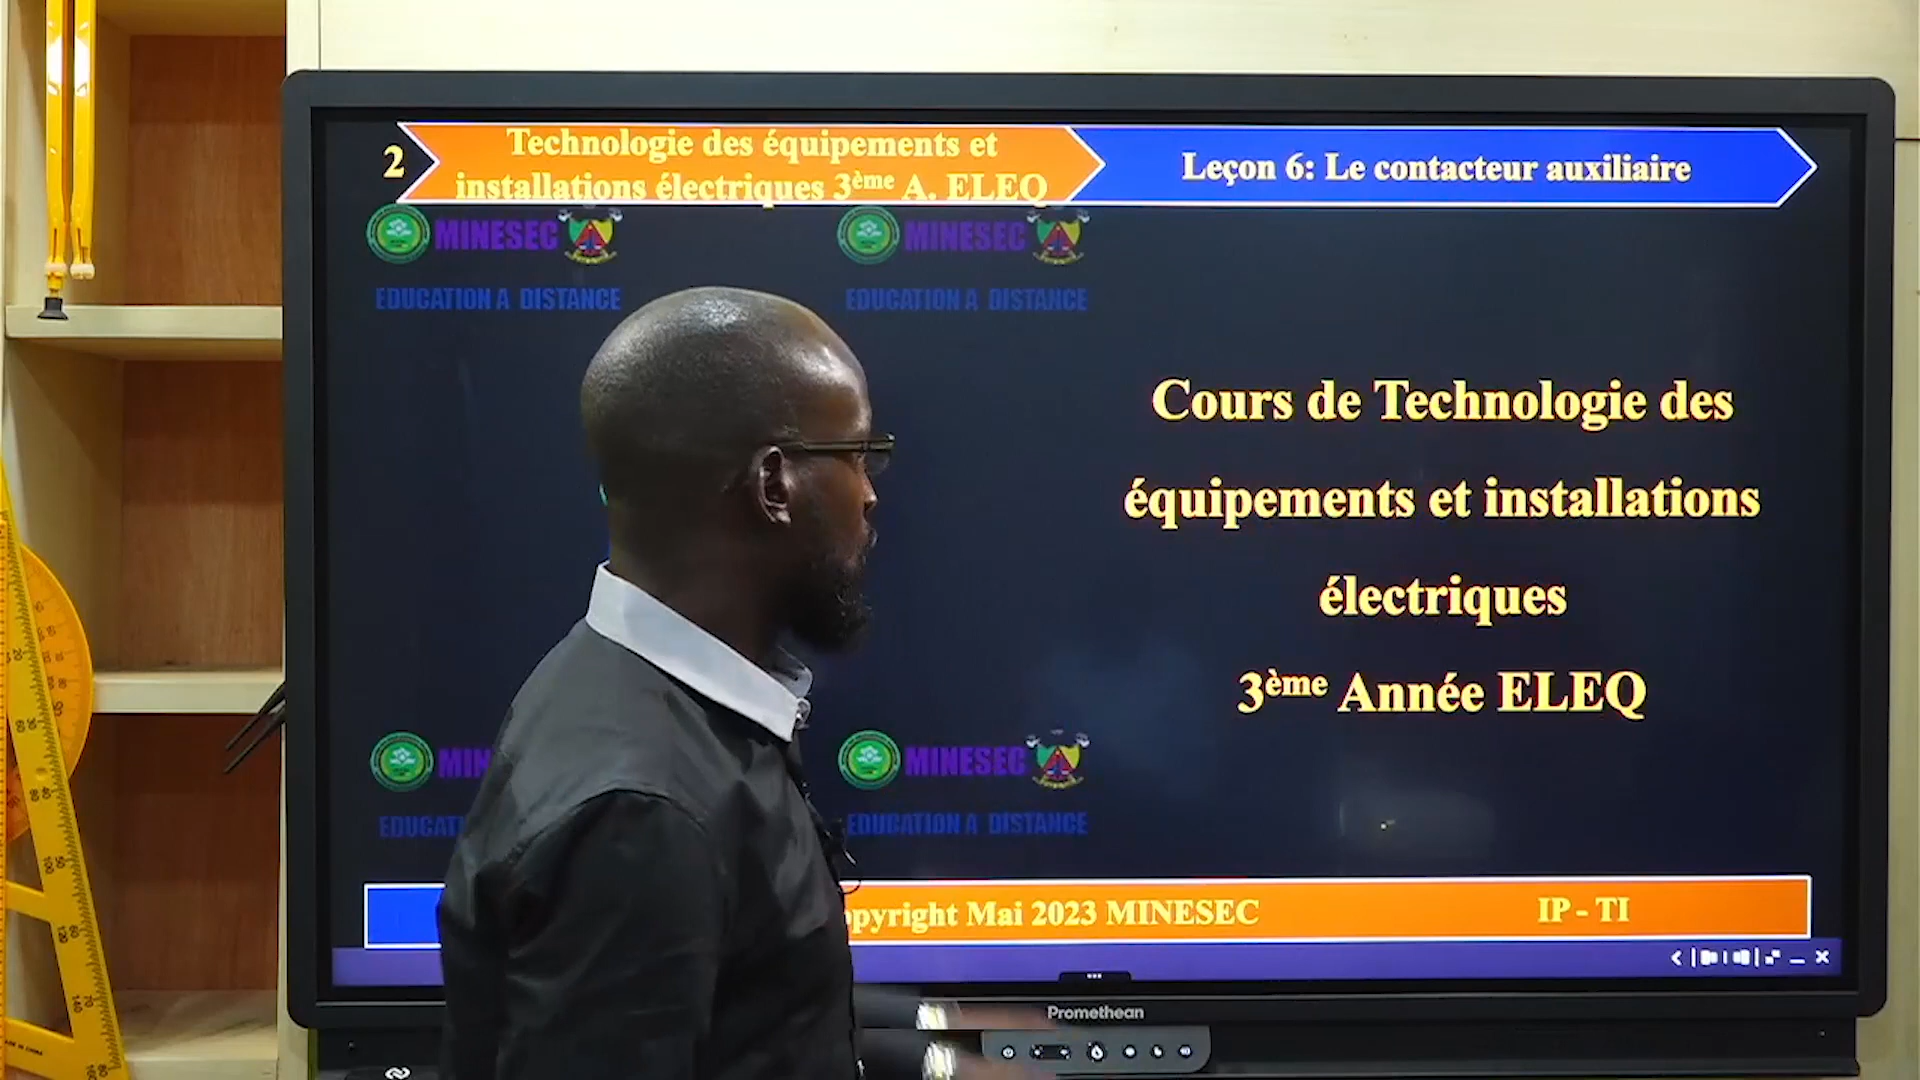 2
Technologie des équipements et
installations électriques 3ème A. ELEQ
Leçon 6: Le contacteur auxiliaire
MINESEC
MINESEC
EDUCATION A DISTANCE
EDUCATION A DISTANCE
Cours de Technologie des
équipements et installations
électriques
3ème Année ELEQ
MINESEC
EDUCATION A DISTANCE
Mai 2023 MINESEC
IP - TI
Promethean